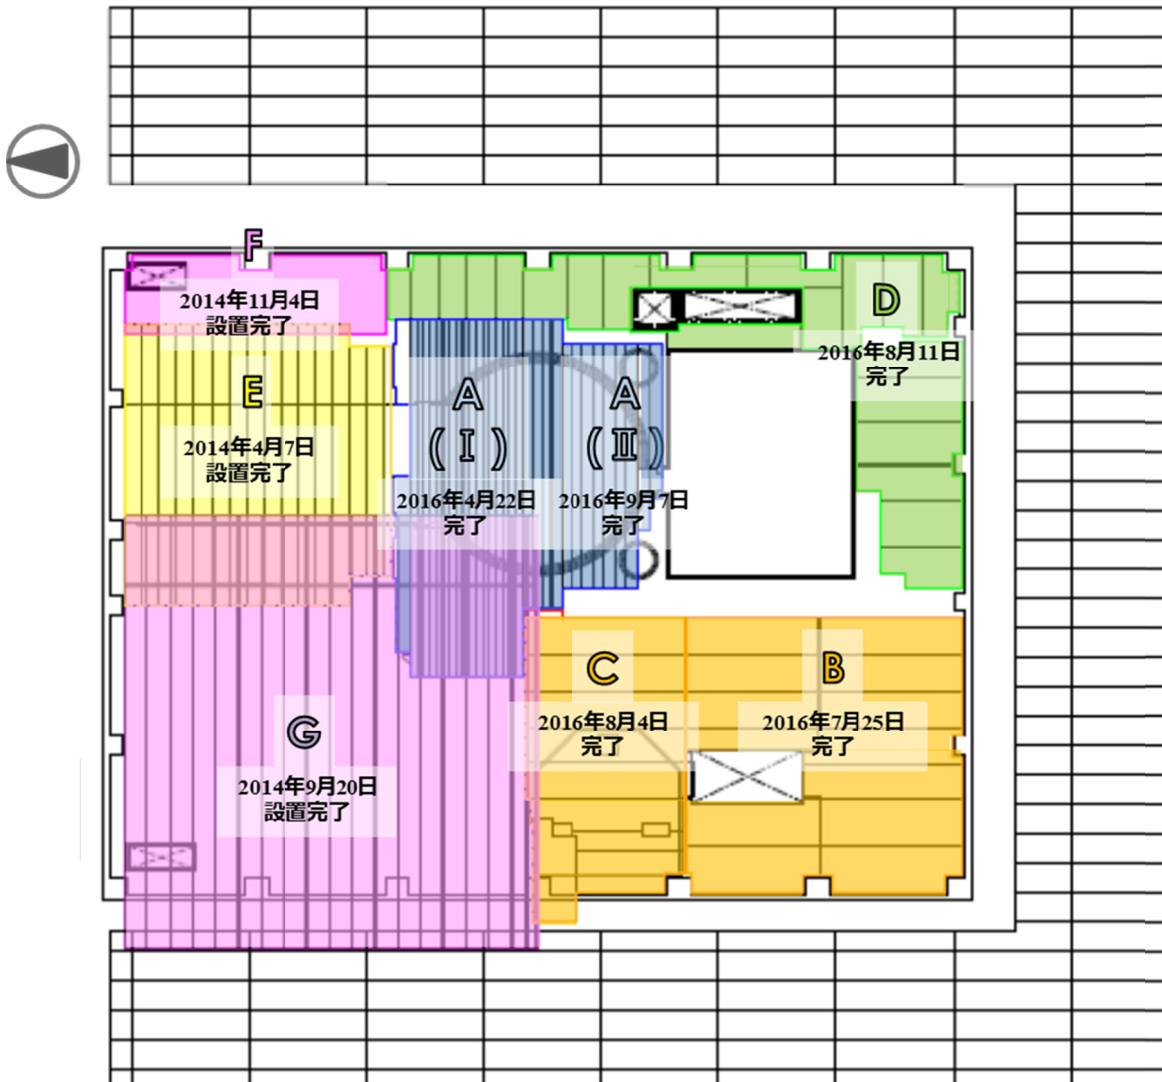 F
2014年11月4日
設置完了
D
2016年8月11日
完了
E
2014年4月7日
設置完了
A
(Ⅰ)
2016年4月22日
完了
A
(Ⅱ)
2016年9月7日
完了
G
2014年9月20日
設置完了
C
2016年8月4日
完了
B
2016年7月25日
完了